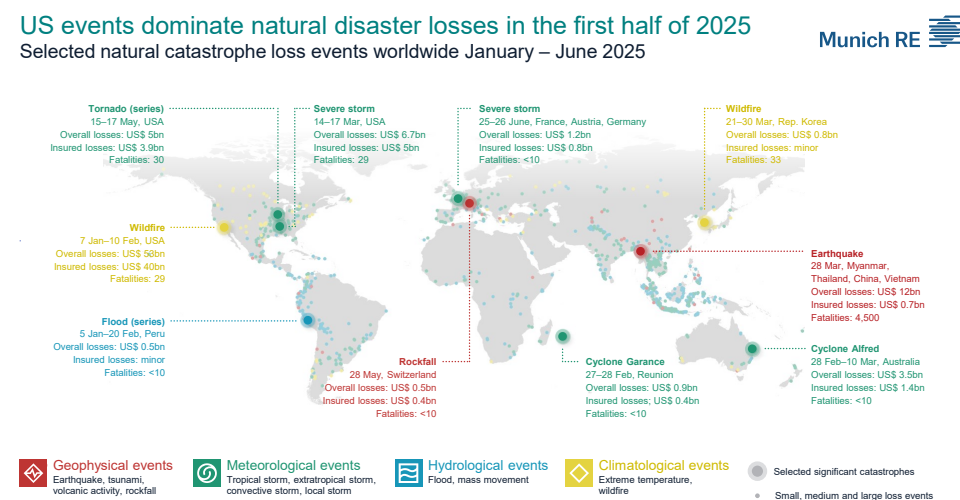 US events dominate natural disaster losses in the first half of 2025
Selected natural catastrophe loss events worldwide January – June 2025
Munich RE
Tornado (series)
15–17 May, USA
Overall losses: US$ 5bn
Insured losses: US$ 3.9bn
Fatalities: 30
Severe storm
14–17 Mar, USA
Overall losses: US$ 6.7bn
Insured losses: US$ 5bn
Fatalities: 29
Severe storm
25–26 June, France, Austria, Germany
Overall losses: US$ 1.2bn
Insured losses: US$ 0.8bn
Fatalities: <10
Wildfire
21–30 Mar, Rep. Korea
Overall losses: US$ 0.8bn
Insured losses: minor
Fatalities: 33
Wildfire
7 Jan–10 Feb, USA
Overall losses: US$ 53bn
Insured losses: US$ 40bn
Fatalities: 29
Earthquake
28 Mar, Myanmar,
Thailand, China, Vietnam
Overall losses: US$ 12bn
Insured losses: US$ 0.7bn
Fatalities: 4,500
Flood (series)
5 Jan–20 Feb, Peru
Overall losses: US$ 0.5bn
Insured losses: minor
Fatalities: <10
Rockfall
28 May, Switzerland
Overall losses: US$ 0.5bn
Insured losses: US$ 0.4bn
Fatalities: <10
Cyclone Garance
27–28 Feb, Reunion
Overall losses: US$ 0.9bn
Insured losses; US$ 0.4bn
Fatalities: <10
Cyclone Alfred
28 Feb–10 Mar, Australia
Overall losses: US$ 3.5bn
Insured losses: US$ 1.4bn
Fatalities: <10
Geophysical events
Earthquake, tsunami,
volcanic activity, rockfall
Meteorological events
Tropical storm, extratropical storm,
convective storm, local storm
Hydrological events
Flood, mass movement
Climatological events
Extreme temperature,
wildfire
Selected significant catastrophes
Small, medium and large loss events